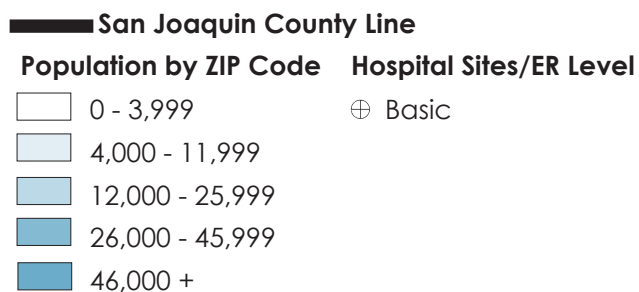 San Joaquin County Line
Population by ZIP Code Hospital Sites/ER Level
0 - 3,999 Basic
4,000 - 11,999
12,000 - 25,999
26,000 - 45,999
46,000 +